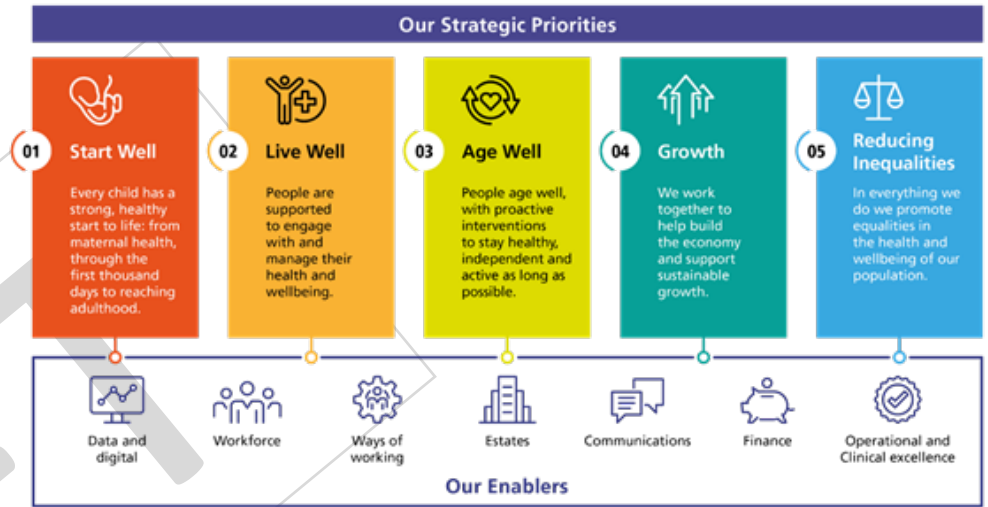 Our Strategic Priorities
01
Start Well
Every child has a
strong, healthy
start to life: from
maternal health,
through the
first thousand
days to reaching
adulthood.
02
Live Well
People are
supported
to engage
with and
manage their
health and
wellbeing.
03
Age Well
People age well,
with proactive
interventions
to stay healthy,
independent and
active as long as
possible.
04
Growth
We work
together to
help build
the economy
and support
sustainable
growth.
05
Reducing
Inequalities
In everything we
do we promote
equalities in
the health and
wellbeing of our
population.
Data and
digital
Workforce
Ways of
working
Estates
Communications
Finance
Operational and
Clinical excellence
Our Enablers